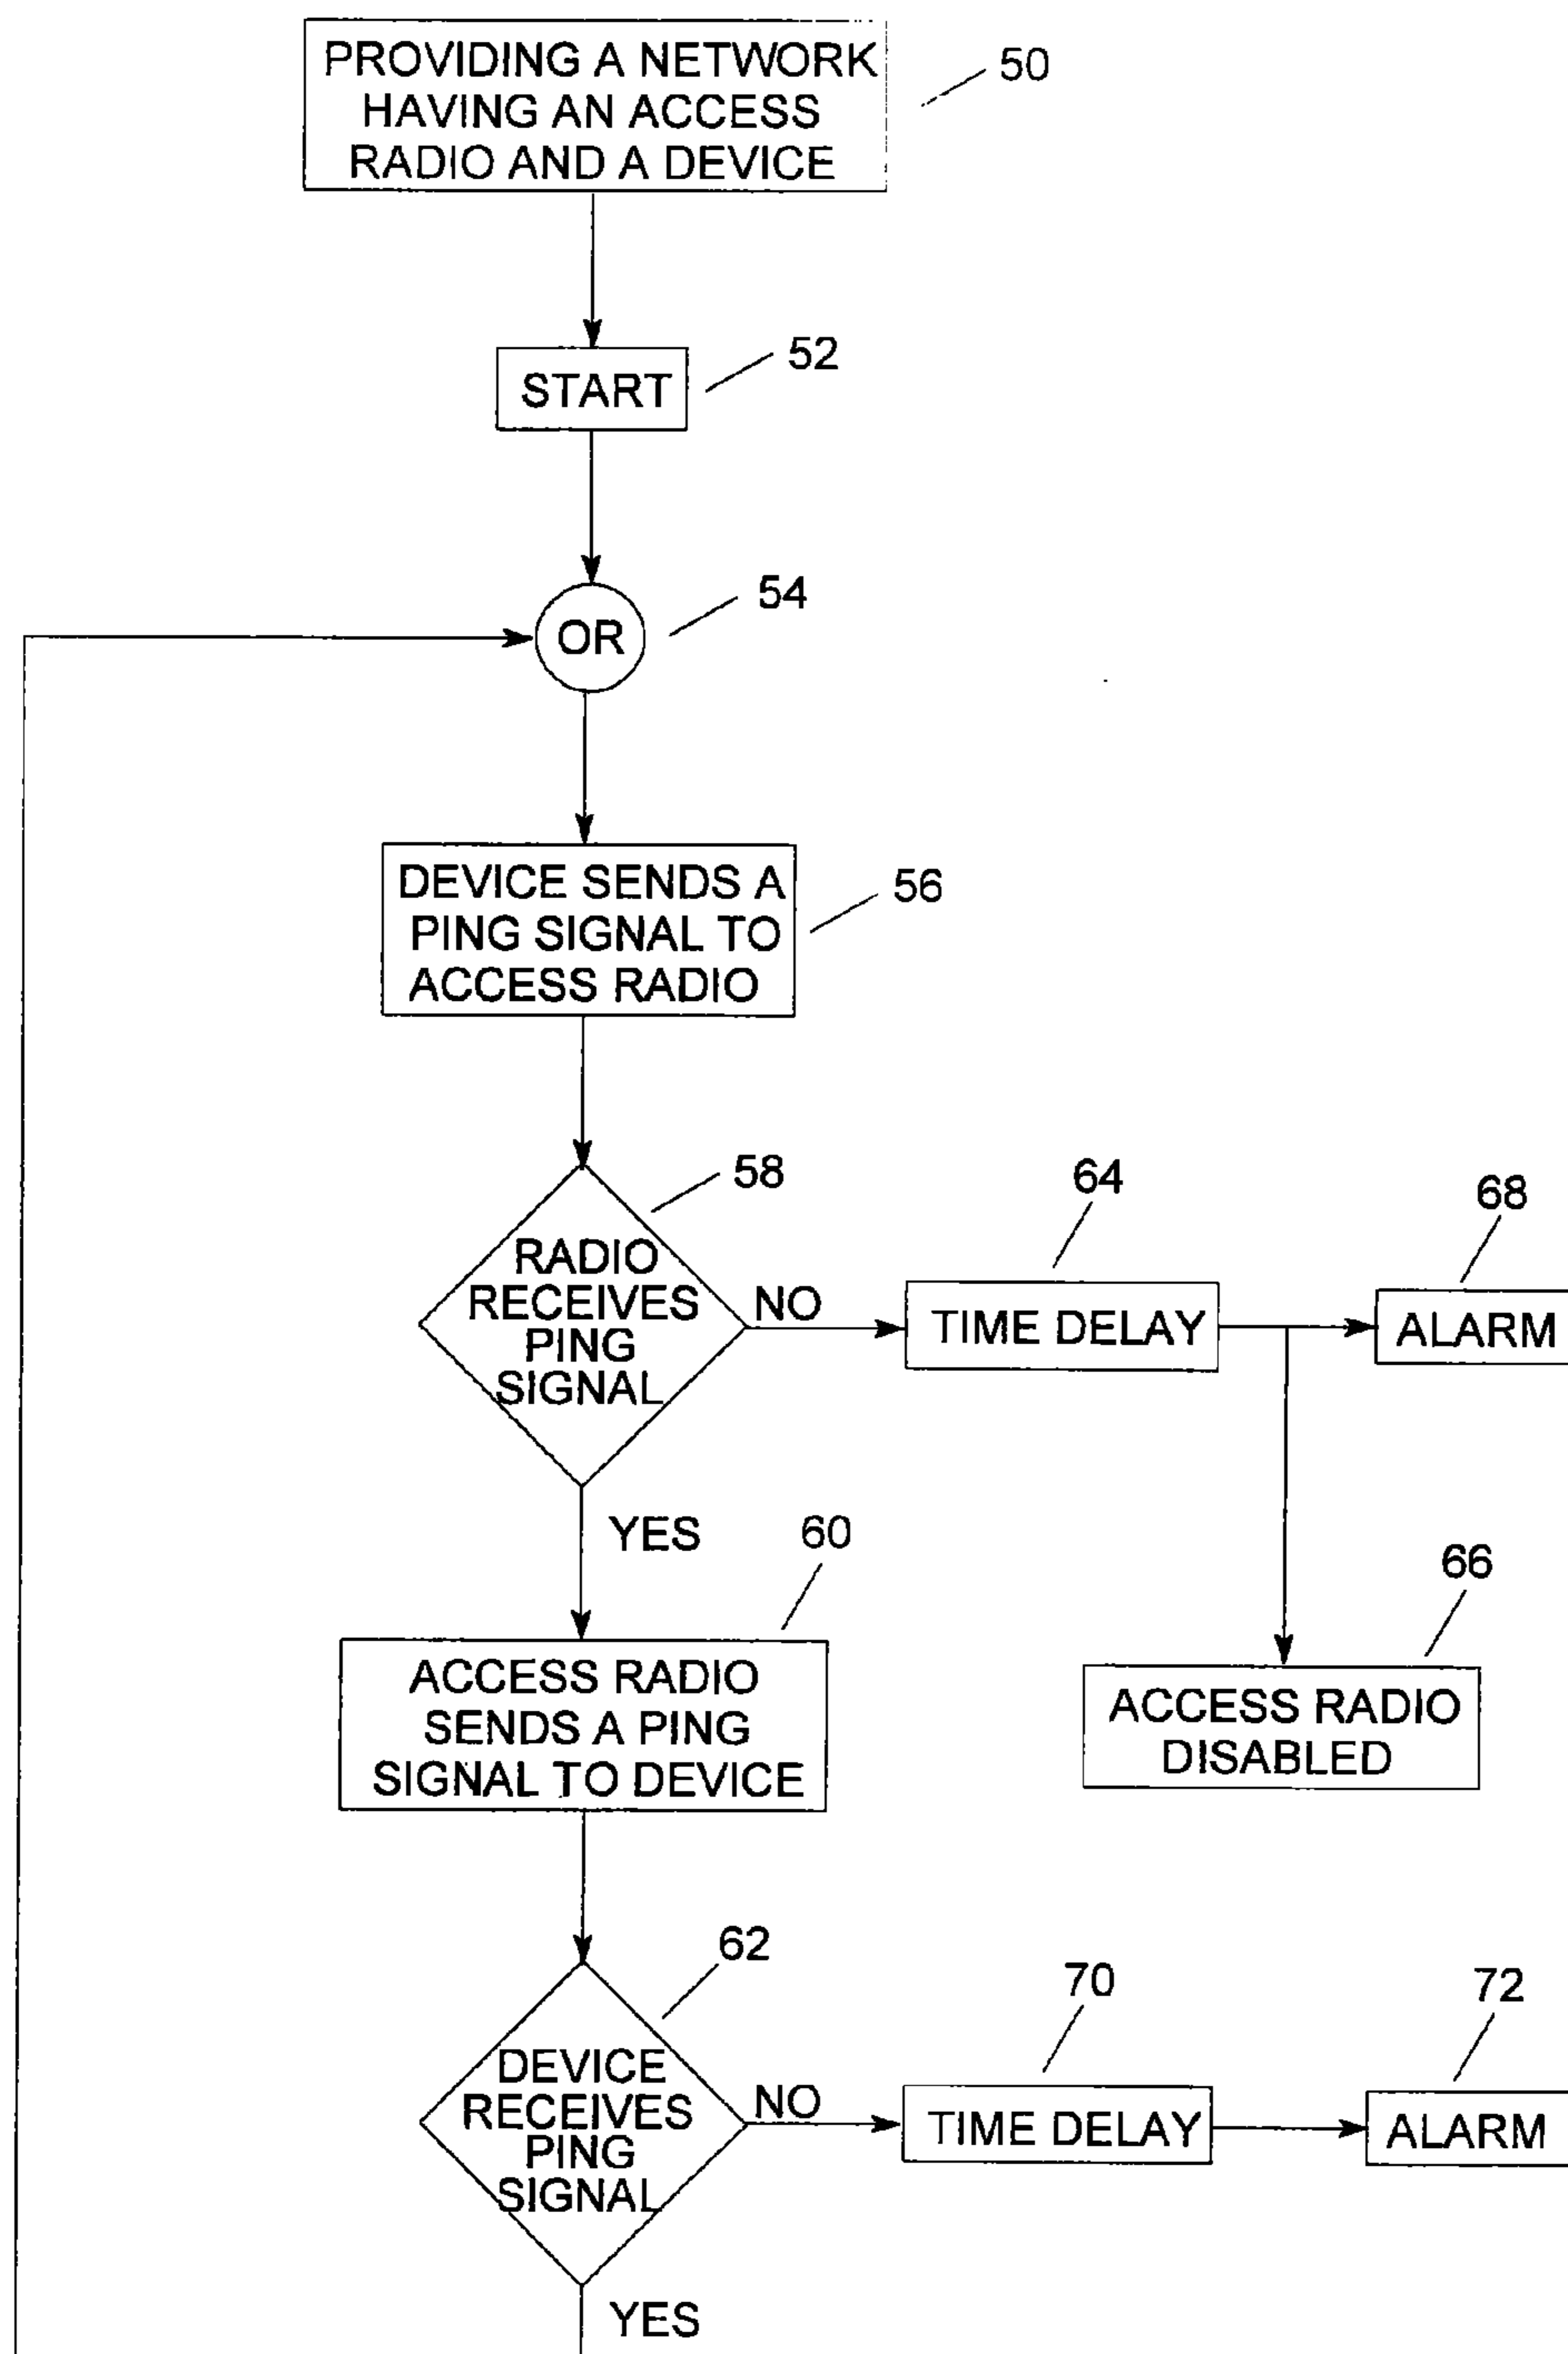 PROVIDING A NETWORK
HAVING AN ACCESS
RADIO AND A DEVICE
50
START
52
OR
54
DEVICE SENDS A
PING SIGNAL TO
ACCESS RADIO
56
58
RADIO
RECEIVES
PING
SIGNAL
NO
64
TIME DELAY
68
ALARM
YES
60
ACCESS RADIO
SENDS A PING
SIGNAL TO DEVICE
66
ACCESS RADIO
DISABLED
62
DEVICE
RECEIVES
PING
SIGNAL
NO
70
TIME DELAY
72
ALARM
YES